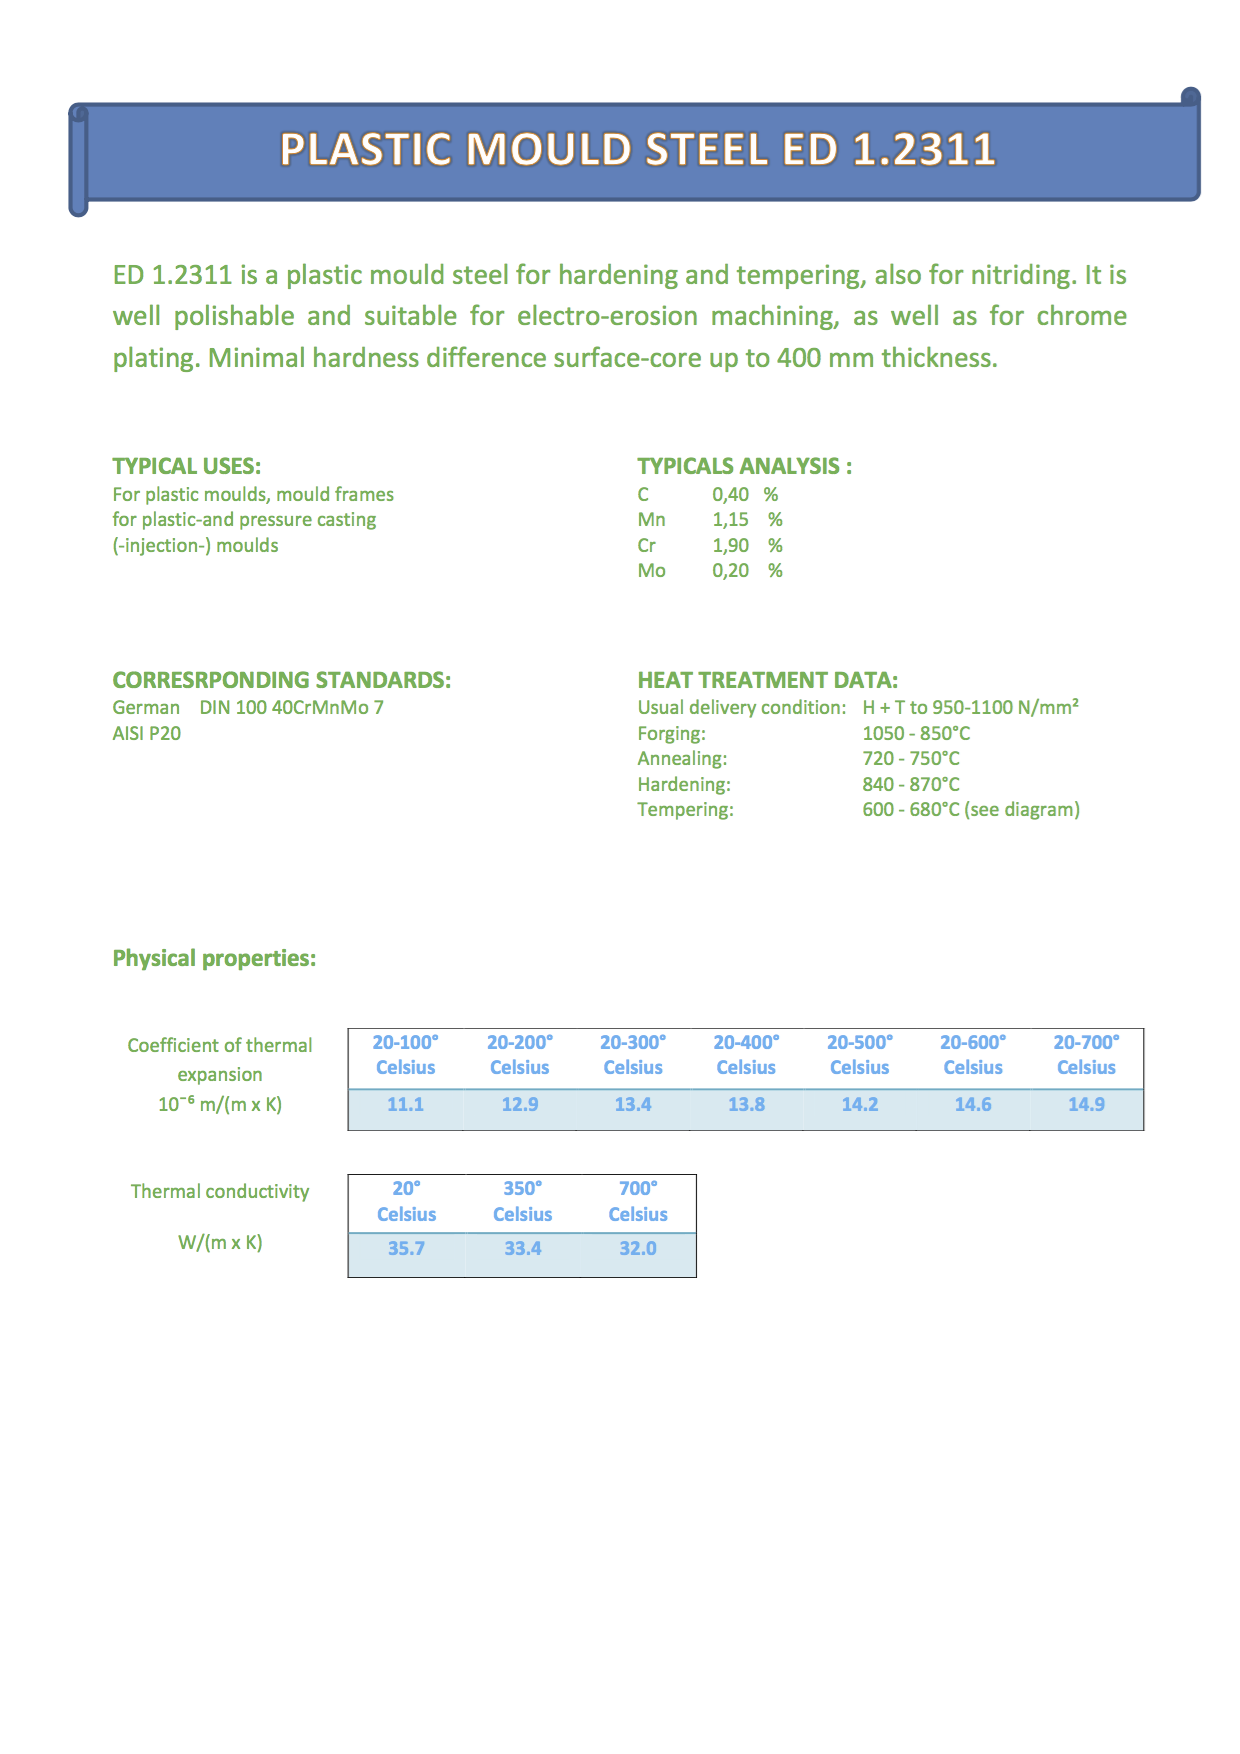 PLASTIC MOULD STEEL ED 1.2311
ED 1.2311 is a plastic mould steel for hardening and tempering, also for nitriding. It is
well polishable and suitable for electro-erosion machining, as well as for chrome
plating. Minimal hardness difference surface-core up to 400 mm thickness.
TYPICAL USES:
For plastic moulds, mould frames
for plastic-and pressure casting
(-injection-) moulds
TYPICALS ANALYSIS :
C 0,40 %
Mn 1,15 %
Cr 1,90 %
Mo 0,20 %
CORRESRPONDING STANDARDS:
German DIN 100 40CrMnMo 7
AISI P20
HEAT TREATMENT DATA:
Usual delivery condition: H + T to 950-1100 N/mm²
Forging: 1050 - 850°C
Annealing: 720 - 750°C
Hardening: 840 - 870°C
Tempering: 600 - 680°C (see diagram)
Physical properties:
Coefficient of thermal
expansion
10⁻⁶ m/(m x K)
20-100° 20-200° 20-300° 20-400° 20-500° 20-600° 20-700°
Celsius Celsius Celsius Celsius Celsius Celsius Celsius
11.1 12.9 13.4 13.8 14.2 14.6 14.9
Thermal conductivity
W/(m x K)
20° 350° 700°
Celsius Celsius Celsius
35.7 33.4 32.0